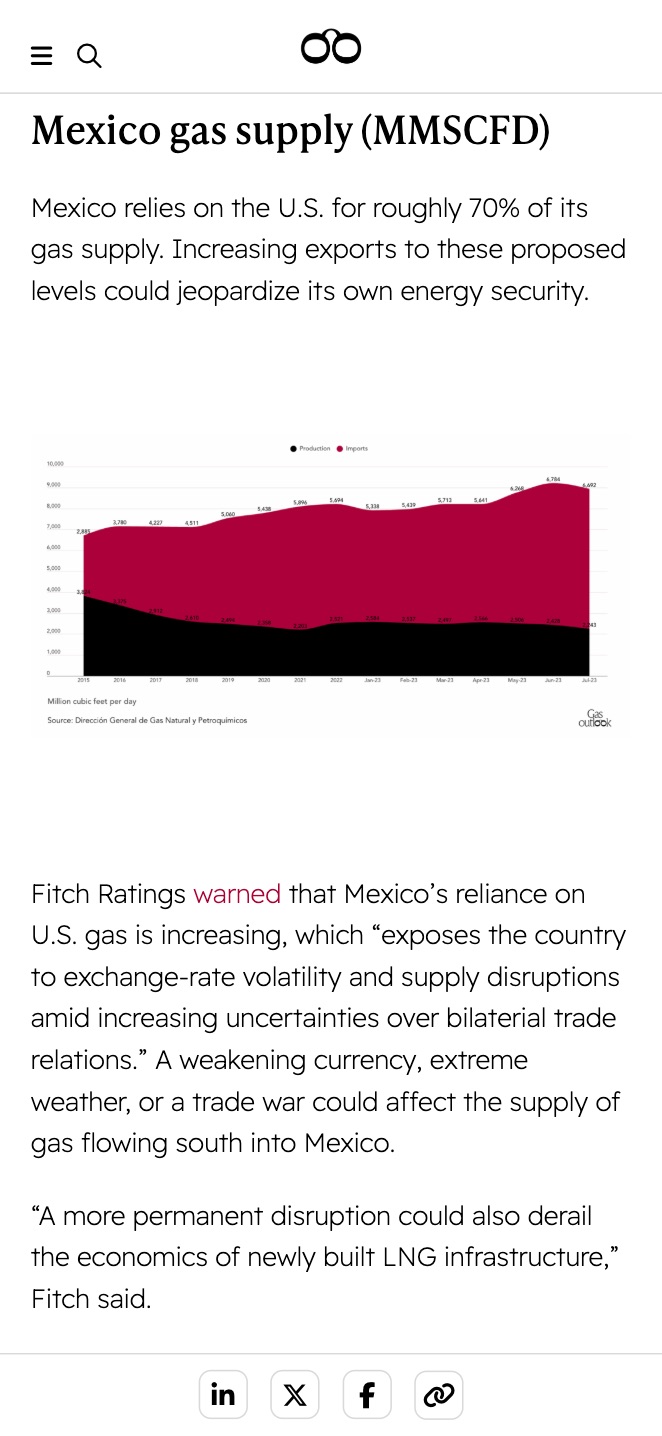 Mexico gas supply (MMSCFD)
Mexico relies on the U.S. for roughly 70% of its
gas supply. Increasing exports to these proposed
levels could jeopardize its own energy security.
Production Imports
10,000
9,000
8,000
7,000
6,000
5,000
4,000
3,000
2,000
1,000
0
3,780 4,227 4,511 5,060 5,438 5,896 5,694 5,338 5,439 5,713 5,641 6,268 6,784 6,692
2015 2016 2017 2018 2019 2020 2021 2022 Jan-23 Feb-23 Mar-23 Apr-23 May-23 Jun-23 Jul-23
Million cubic feet per day
Source: Dirección General de Gas Natural y Petroquímicos
Gas
outlook
Fitch Ratings warned that Mexico’s reliance on
U.S. gas is increasing, which “exposes the country
to exchange-rate volatility and supply disruptions
amid increasing uncertainties over bilaterial trade
relations.” A weakening currency, extreme
weather, or a trade war could affect the supply of
gas flowing south into Mexico.
“A more permanent disruption could also derail
the economics of newly built LNG infrastructure,”
Fitch said.